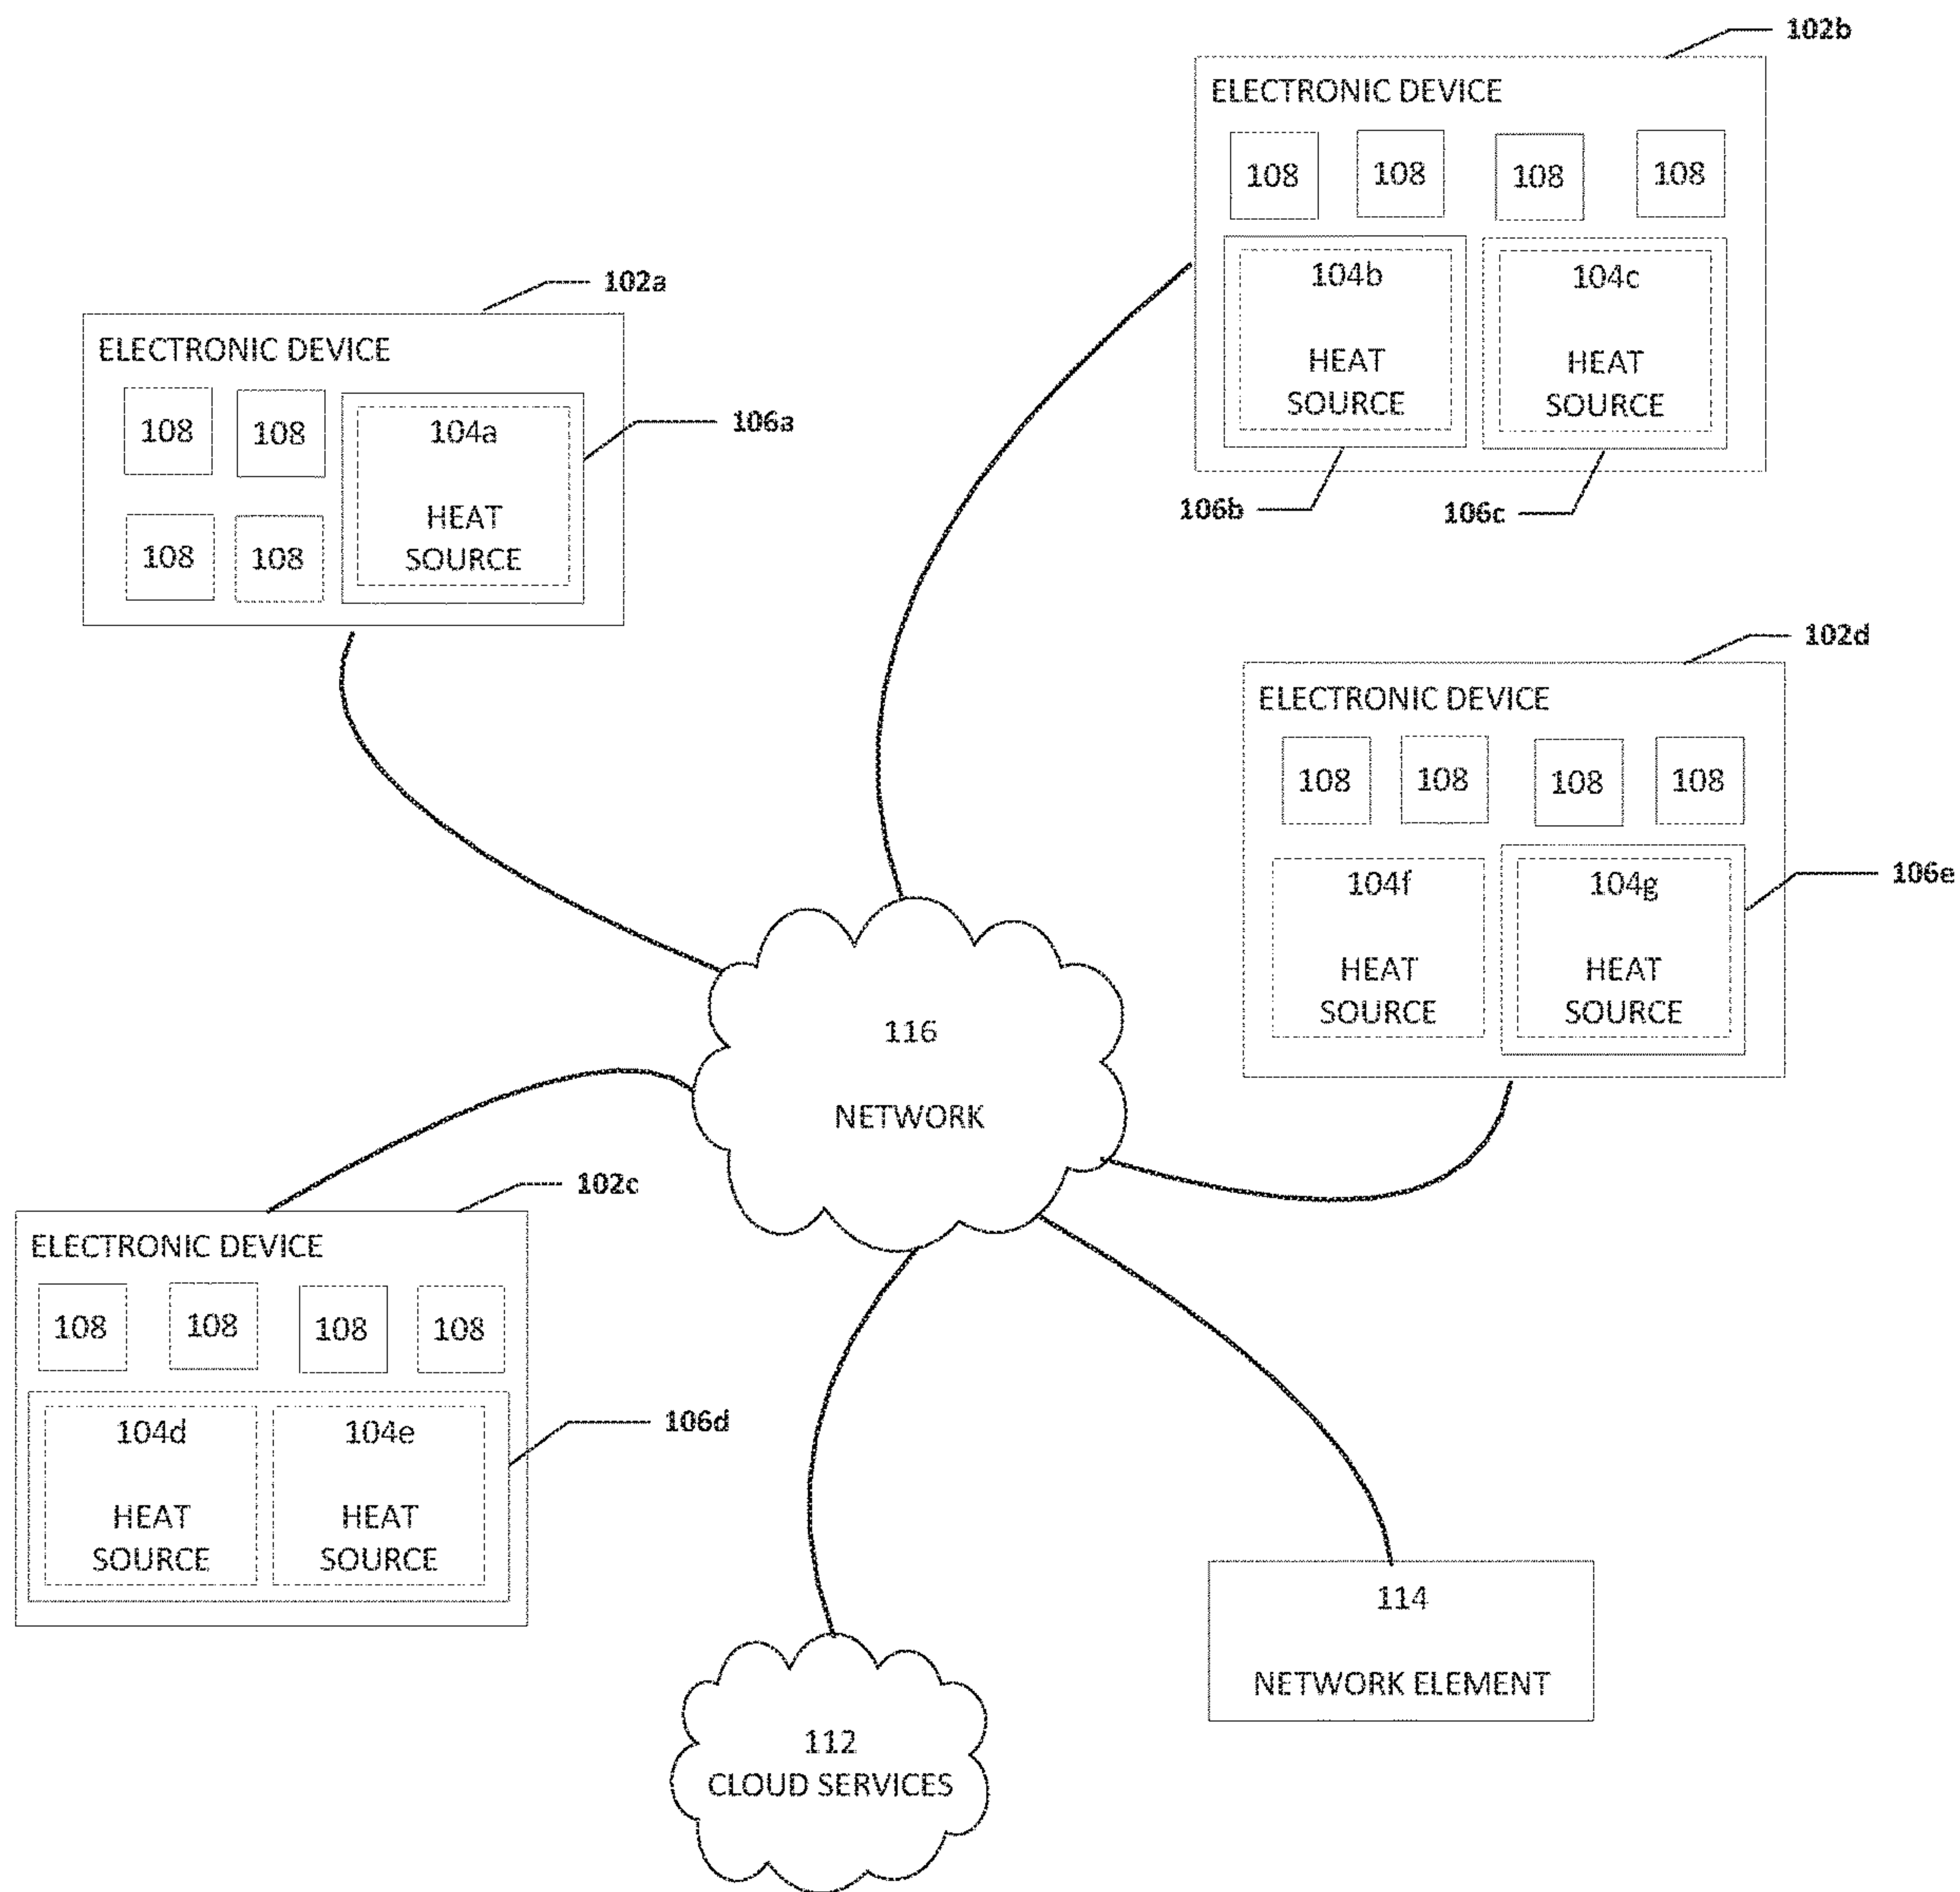 102b
ELECTRONIC DEVICE
108 108 108 108
104b
HEAT
SOURCE
104c
HEAT
SOURCE
106b
106c
102a
ELECTRONIC DEVICE
108 108
108 108
104a
HEAT
SOURCE
106a
102d
ELECTRONIC DEVICE
108 108 108 108
104f
HEAT
SOURCE
104g
HEAT
SOURCE
106e
116
NETWORK
102c
ELECTRONIC DEVICE
108 108 108 108
104d
HEAT
SOURCE
104e
HEAT
SOURCE
106d
114
NETWORK ELEMENT
112
CLOUD SERVICES